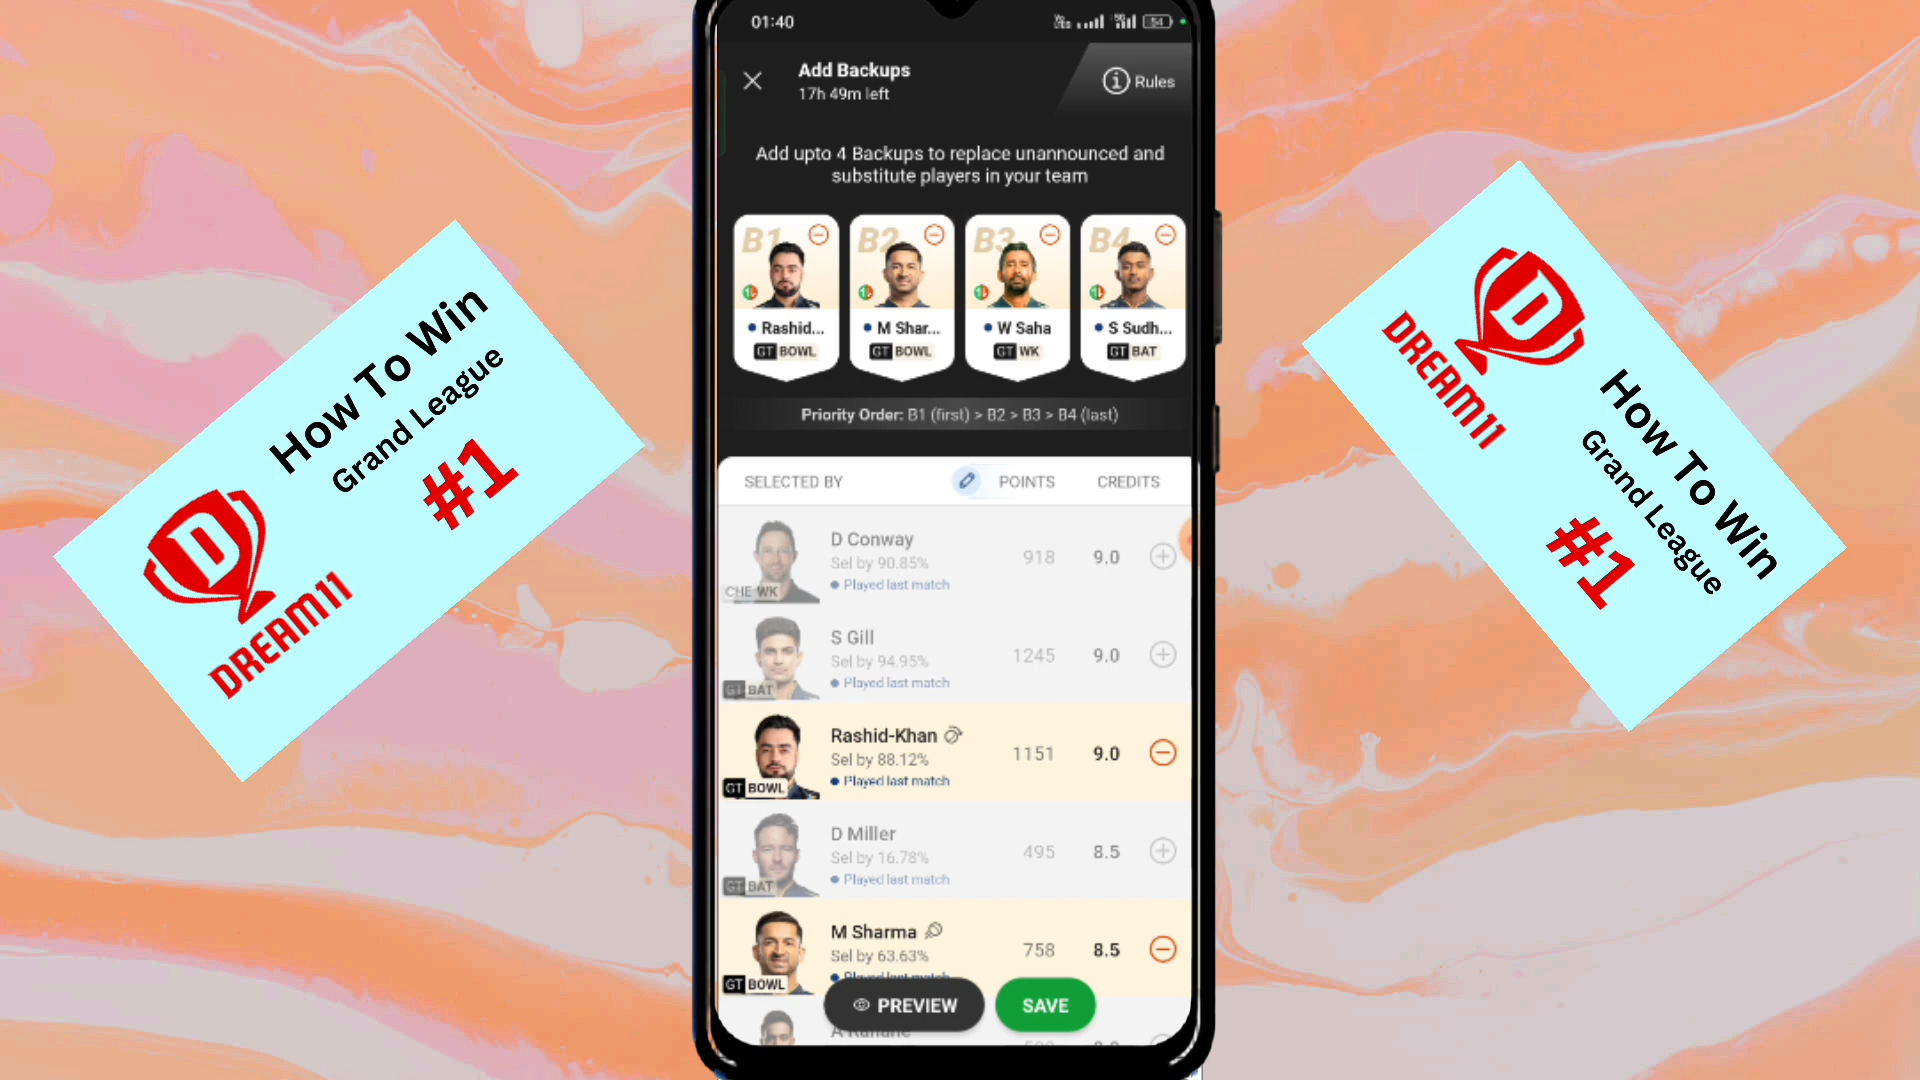 01:40
54
Add Backups
17h 49m left
Rules
Add upto 4 Backups to replace unannounced and
substitute players in your team
B1
B2
B3
B4
Rashid...
M Shar...
W Saha
S Sudh...
GT BOWL
GT BOWL
GT WK
GT BAT
Priority Order: B1 (first) > B2 > B3 > B4 (last)
SELECTED BY
POINTS
CREDITS
D Conway
Sel by 90.85%
Played last match
918
9.0
CHE WK
S Gill
Sel by 94.95%
Played last match
1245
9.0
GT BAT
Rashid-Khan
Sel by 88.12%
Played last match
1151
9.0
GT BOWL
D Miller
Sel by 16.78%
Played last match
495
8.5
GT BAT
M Sharma
Sel by 63.63%
Played last match
758
8.5
GT BOWL
PREVIEW
SAVE
How To Win
Grand League
#1
DREAM11
DREAM11
How To Win
Grand League
#1